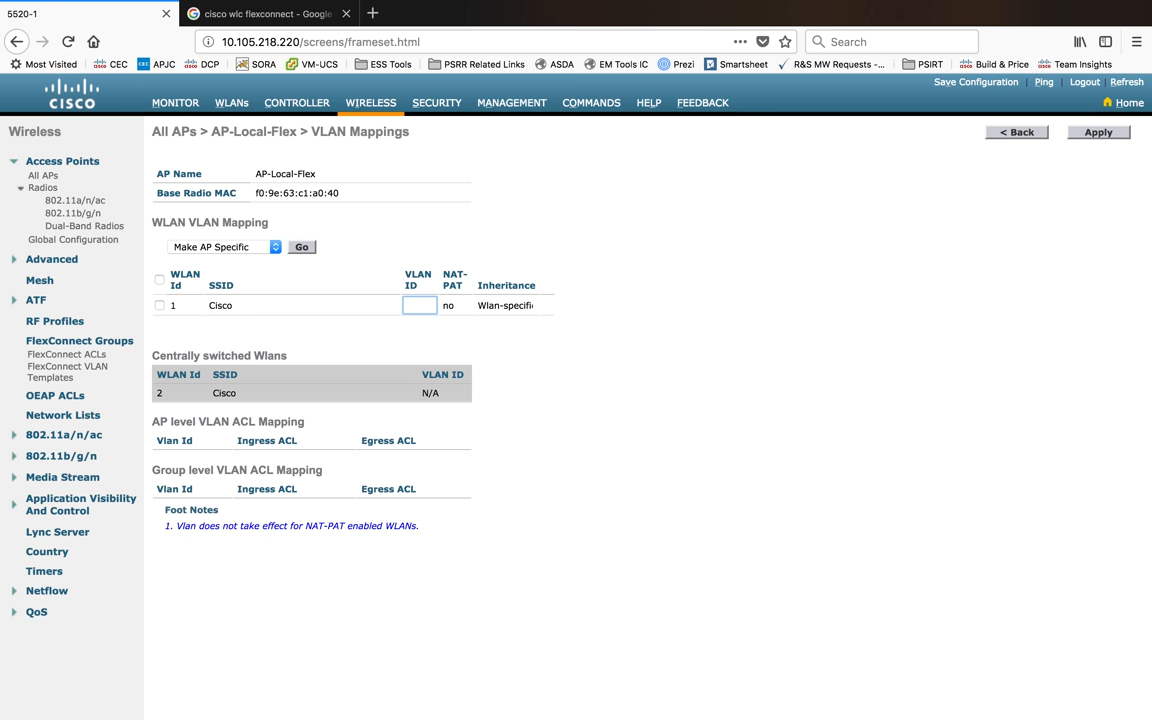 5520-1
cisco wlc flexconnect - Google
10.105.218.220/screens/frameset.html
Search
Most Visited CEC APJC DCP SORA VM-UCS ESS Tools PSRR Related Links ASDA EM Tools IC Prezi Smartsheet R&S MW Requests -... PSIRT Build & Price Team Insights
Save Configuration Ping Logout Refresh
CISCO
MONITOR WLANs CONTROLLER WIRELESS SECURITY MANAGEMENT COMMANDS HELP FEEDBACK
Home
Wireless
Access Points
All APs
Radios
802.11a/n/ac
802.11b/g/n
Dual-Band Radios
Global Configuration
Advanced
Mesh
ATF
RF Profiles
FlexConnect Groups
FlexConnect ACLs
FlexConnect VLAN
Templates
OEAP ACLs
Network Lists
802.11a/n/ac
802.11b/g/n
Media Stream
Application Visibility
And Control
Lync Server
Country
Timers
Netflow
QoS
All APs > AP-Local-Flex > VLAN Mappings
< Back
Apply
AP Name AP-Local-Flex
Base Radio MAC f0:9e:63:c1:a0:40
WLAN VLAN Mapping
Make AP Specific Go
WLAN VLAN NAT-
Id SSID ID PAT Inheritance
1 Cisco no Wlan-specifi
Centrally switched Wlans
WLAN Id SSID VLAN ID
2 Cisco N/A
AP level VLAN ACL Mapping
Vlan Id Ingress ACL Egress ACL
Group level VLAN ACL Mapping
Vlan Id Ingress ACL Egress ACL
Foot Notes
1. Vlan does not take effect for NAT-PAT enabled WLANs.